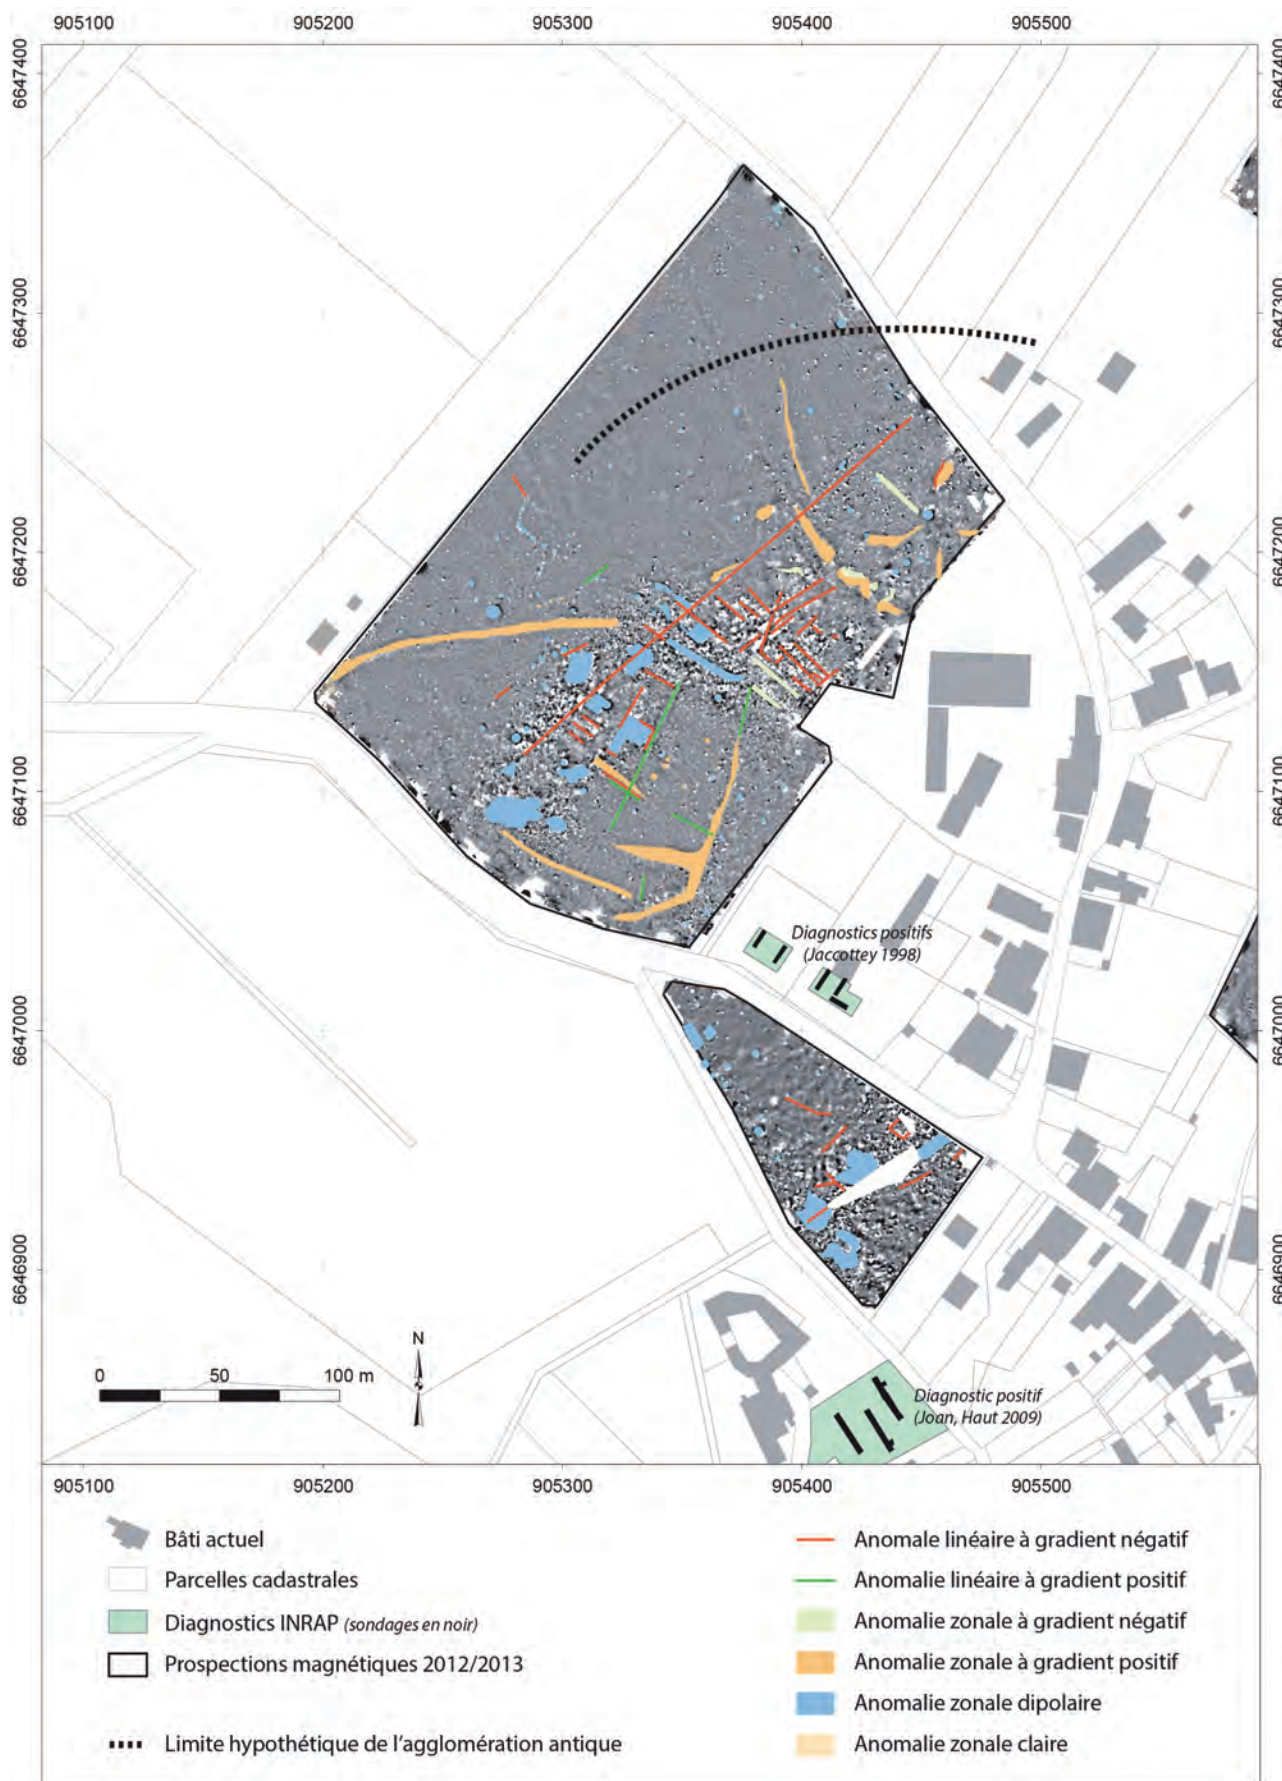 905100 905200 905300 905400 905500
6647400 6647400
6647300 6647300
6647200 6647200
6647100 6647100
Diagnostics positifs
(Jaccottey 1998)
6647000 6647000
6646900 6646900
N
0 50 100 m
Diagnostic positif
(Joan, Haut 2009)
905100 905200 905300 905400 905500
Bâti actuel
Parcelles cadastrales
Diagnostics INRAP (sondages en noir)
Prospections magnétiques 2012/2013
Limite hypothétique de l'agglomération antique
Anomale linéaire à gradient négatif
Anomalie linéaire à gradient positif
Anomalie zonale à gradient négatif
Anomalie zonale à gradient positif
Anomalie zonale dipolaire
Anomalie zonale claire